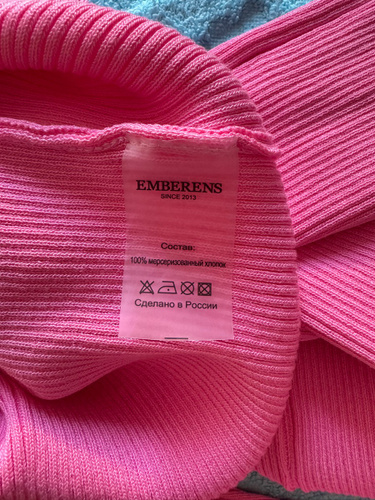 EMBERENS
SINCE 2013
Состав:
100% мерсеризованный хлопок
Сделано в России